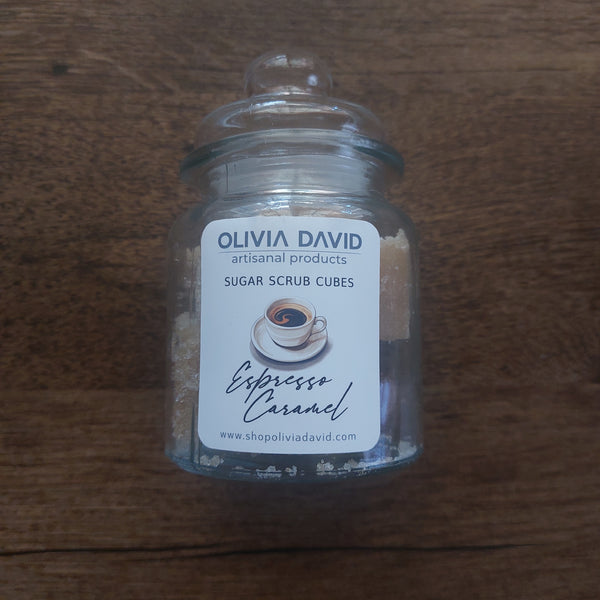 OLIVIA DAVID
artisanal products
SUGAR SCRUB CUBES
Espresso
Caramel
www.shopoliviadavid.com